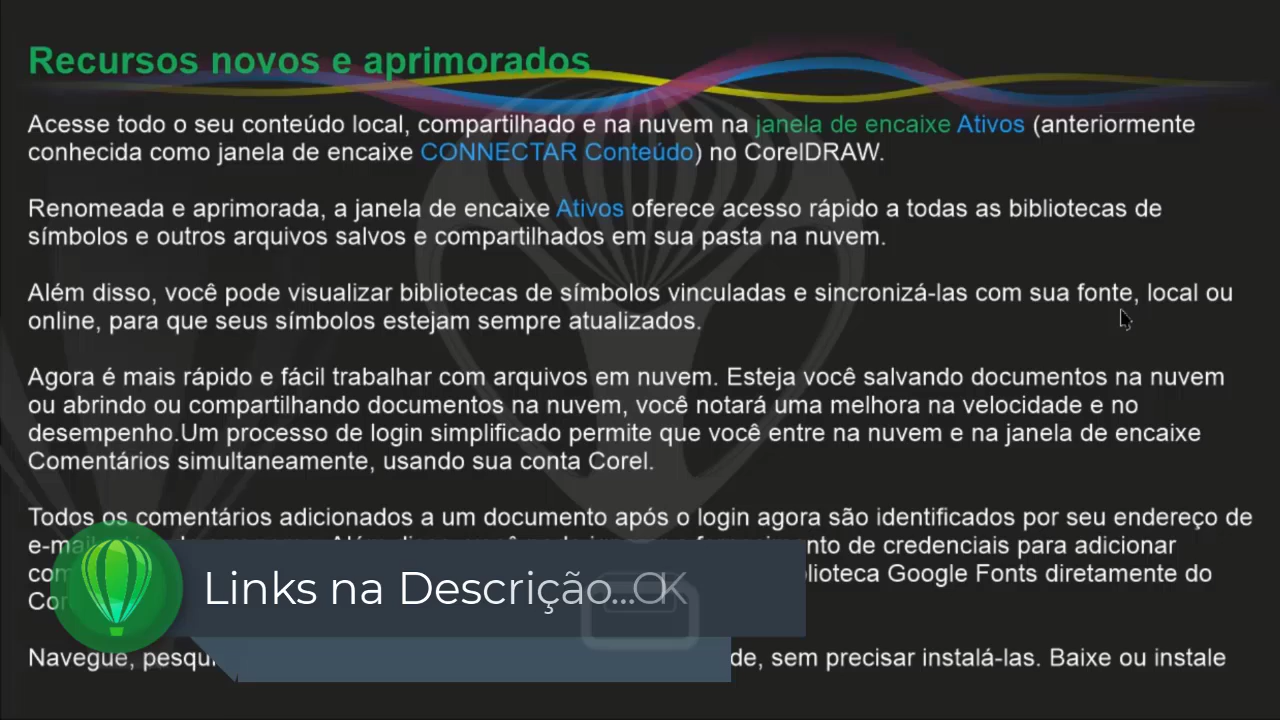 Recursos novos e aprimorados
Acesse todo o seu conteúdo local, compartilhado e na nuvem na janela de encaixe Ativos (anteriormente
conhecida como janela de encaixe CONNECTAR Conteúdo) no CorelDRAW.
Renomeada e aprimorada, a janela de encaixe Ativos oferece acesso rápido a todas as bibliotecas de
símbolos e outros arquivos salvos e compartilhados em sua pasta na nuvem.
Além disso, você pode visualizar bibliotecas de símbolos vinculadas e sincronizá-las com sua fonte, local ou
online, para que seus símbolos estejam sempre atualizados.
Agora é mais rápido e fácil trabalhar com arquivos em nuvem. Esteja você salvando documentos na nuvem
ou abrindo ou compartilhando documentos na nuvem, você notará uma melhora na velocidade e no
desempenho.Um processo de login simplificado permite que você entre na nuvem e na janela de encaixe
Comentários simultaneamente, usando sua conta Corel.
Todos os comentários adicionados a um documento após o login agora são identificados por seu endereço de
de credenciais para adicionar
Google Fonts diretamente do
Links na Descrição...OK
Navegue, sem precisar instalá-las. Baixe ou instale